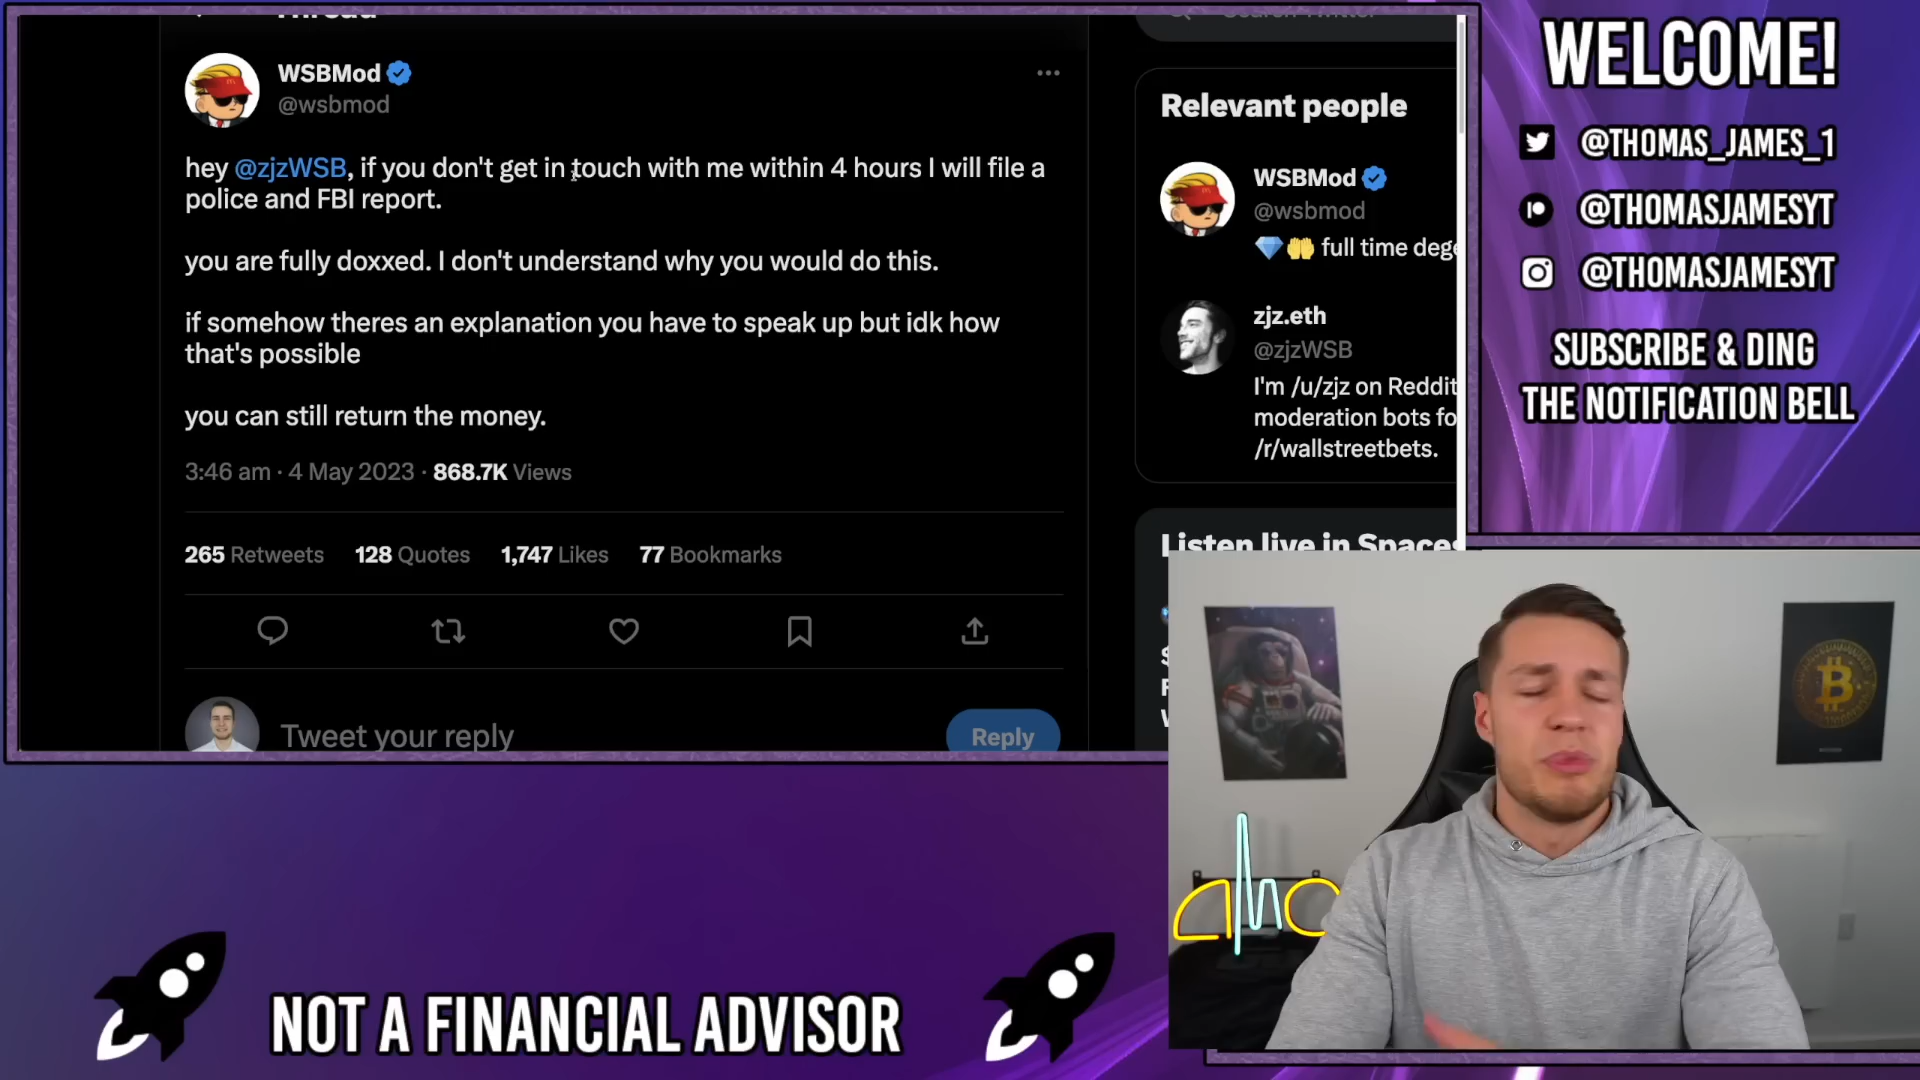 Thread
WSBMod
@wsbmod
hey @zjzWSB, if you don't get in touch with me within 4 hours I will file a
police and FBI report.
you are fully doxxed. I don't understand why you would do this.
if somehow theres an explanation you have to speak up but idk how
that's possible
you can still return the money.
3:46 am · 4 May 2023 · 868.7K Views
265 Retweets 128 Quotes 1,747 Likes 77 Bookmarks
Tweet your reply
Reply
Search Twitter
Relevant people
WSBMod
@wsbmod
💎👐 full time dege
zjz.eth
@zjzWSB
I'm /u/zjz on Reddit
moderation bots fo
/r/wallstreetbets.
Listen live in Spaces
WELCOME!
@THOMAS_JAMES_1
@THOMASJAMESYT
@THOMASJAMESYT
SUBSCRIBE & DING
THE NOTIFICATION BELL
NOT A FINANCIAL ADVISOR